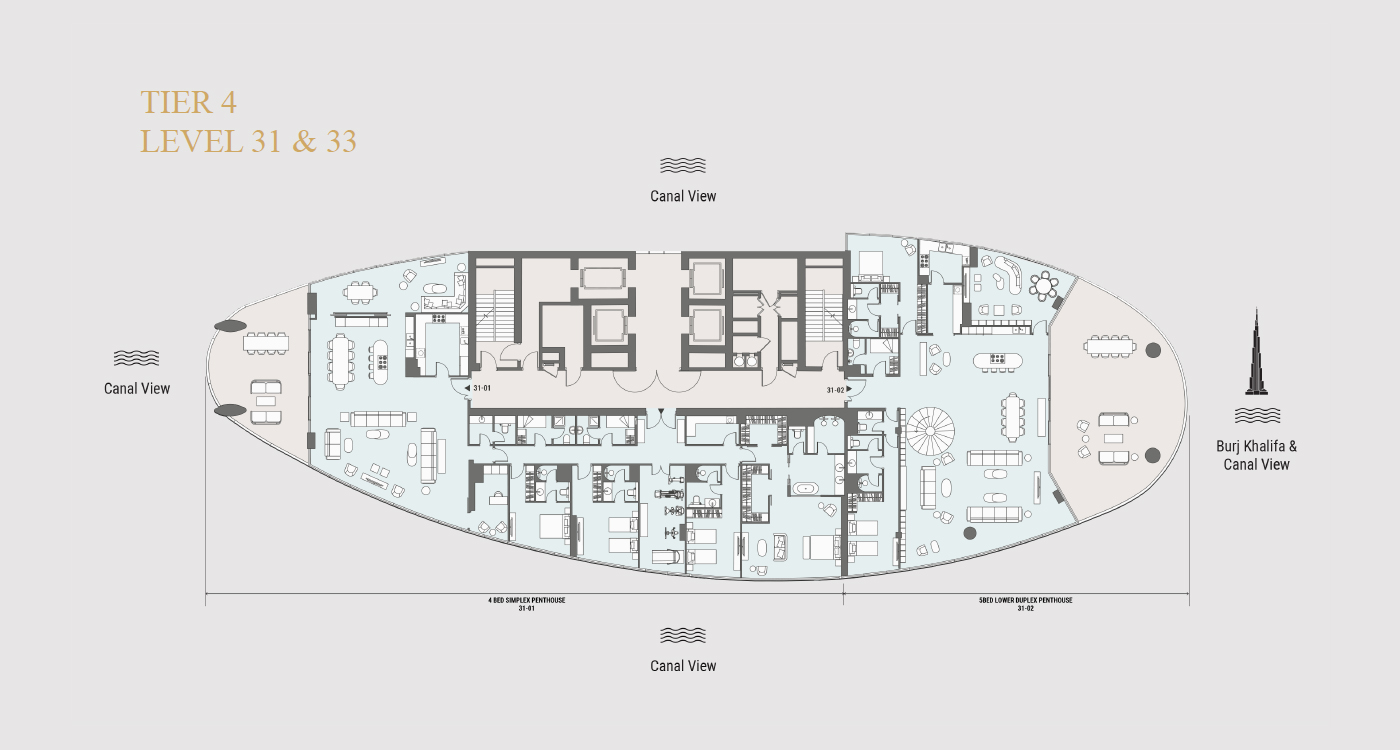 TIER 4
LEVEL 31 & 33
Canal View
Canal View
31-01
31-02
Burj Khalifa &
Canal View
4 BED SIMPLEX PENTHOUSE
31-01
5BED LOWER DUPLEX PENTHOUSE
31-02
Canal View